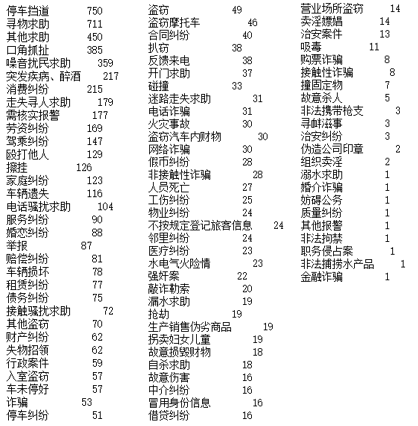 停车挡道 750
寻物求助 711
其他求助 450
口角抓扯 385
噪音扰民求助 359
突发疾病、醉酒 217
消费纠纷 215
走失寻人求助 179
需核实报警 177
劳资纠纷 169
驾乘纠纷 147
殴打他人 129
擦挂 126
家庭纠纷 123
车辆遗失 116
电话骚扰求助 104
服务纠纷 90
婚恋纠纷 88
举报 87
赔偿纠纷 81
车辆损坏 78
租赁纠纷 77
债务纠纷 75
接触骚扰求助 72
其他盗窃 70
财产纠纷 62
失物招领 62
行政案件 59
入室盗窃 57
车未停好 57
诈骗 53
停车纠纷 51
盗窃 49
盗窃摩托车 46
合同纠纷 40
扒窃 38
反馈来电 38
开门求助 37
碰撞 33
迷路走失求助 31
电话诈骗 31
火灾事故 30
盗窃汽车内财物 30
网络诈骗 30
假币纠纷 28
非接触性诈骗 28
人员死亡 27
工伤纠纷 25
物业纠纷 24
不按规定登记旅客信息 24
邻里纠纷 24
医疗纠纷 23
水电气火险情 23
强奸案 22
敲诈勒索 20
漏水求助 19
抢劫 19
生产销售伪劣商品 19
拐卖妇女儿童 19
故意损毁财物 18
自杀求助 18
故意伤害 16
中介纠纷 16
冒用身份信息 16
借贷纠纷 16
营业场所盗窃 14
卖淫嫖娼 14
治安案件 13
吸毒 11
购票诈骗 8
接触性诈骗 8
撞固定物 7
故意杀人 5
非法携带枪支 3
寻衅滋事 3
治安纠纷 3
伪造公司印章 2
组织卖淫 2
溺水求助 1
婚介诈骗 1
妨碍公务 1
质量纠纷 1
其他报警 1
非法拘禁 1
职务侵占案 1
非法捕捞水产品 1
金融诈骗 1